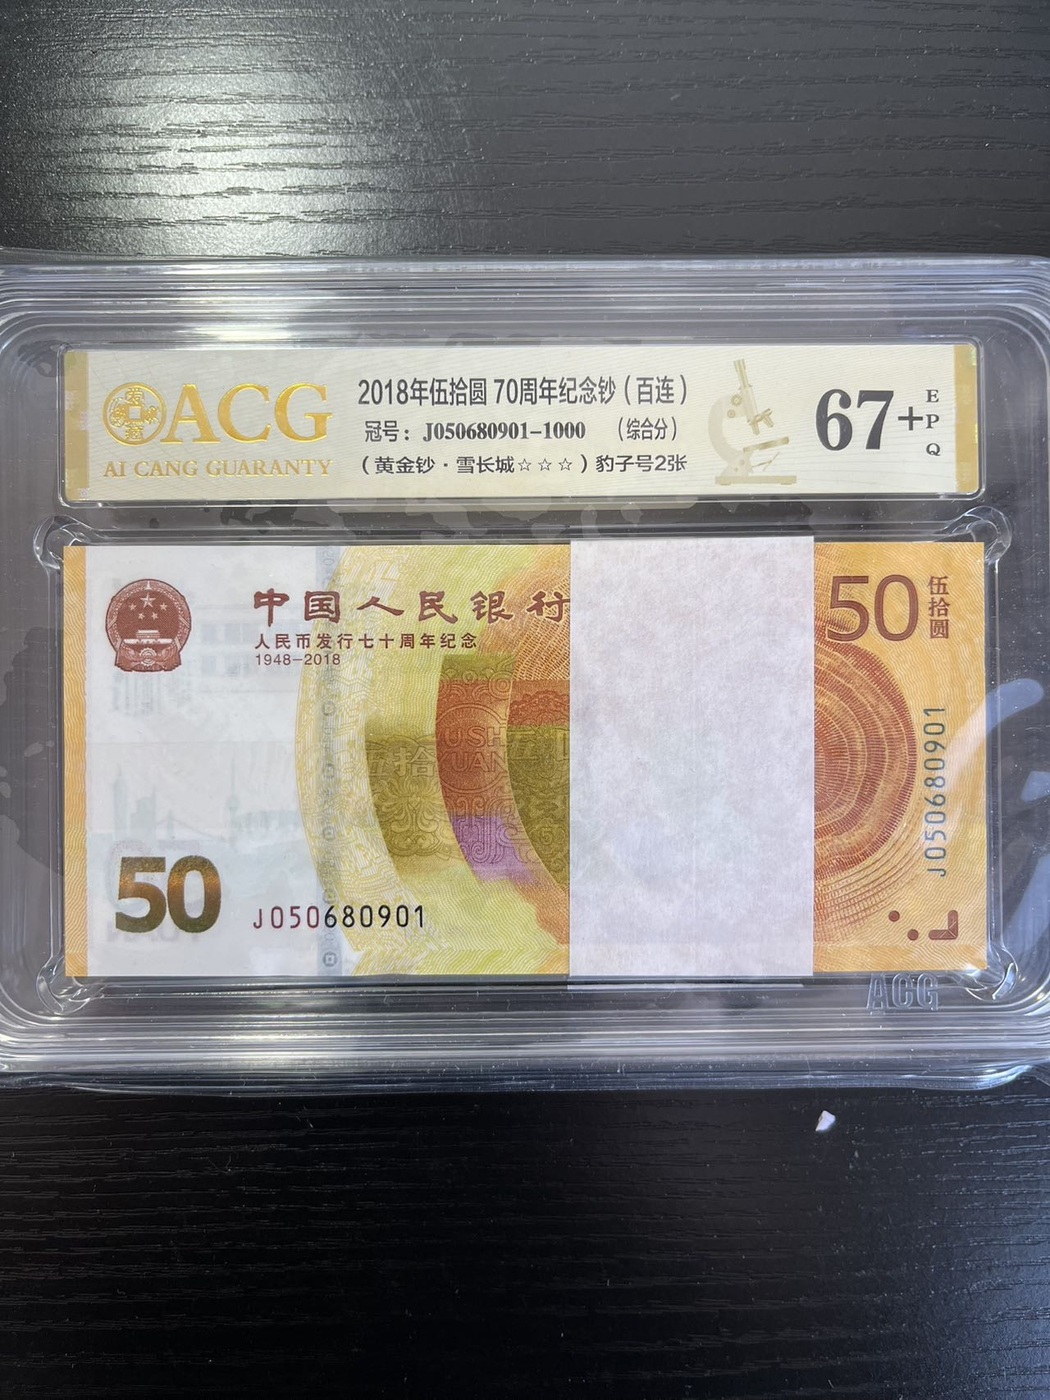 ACG
AI CANG GUARANTY
2018年伍拾圆 70周年纪念钞（百连）
冠号：J050680901-1000 （综合分）
（黄金钞·雪长城☆☆☆）豹子号2张
67+
E
P
Q
中国人民银行
人民币发行七十周年纪念
1948-2018
50
伍拾圆
J050680901
50
J050680901
ACG